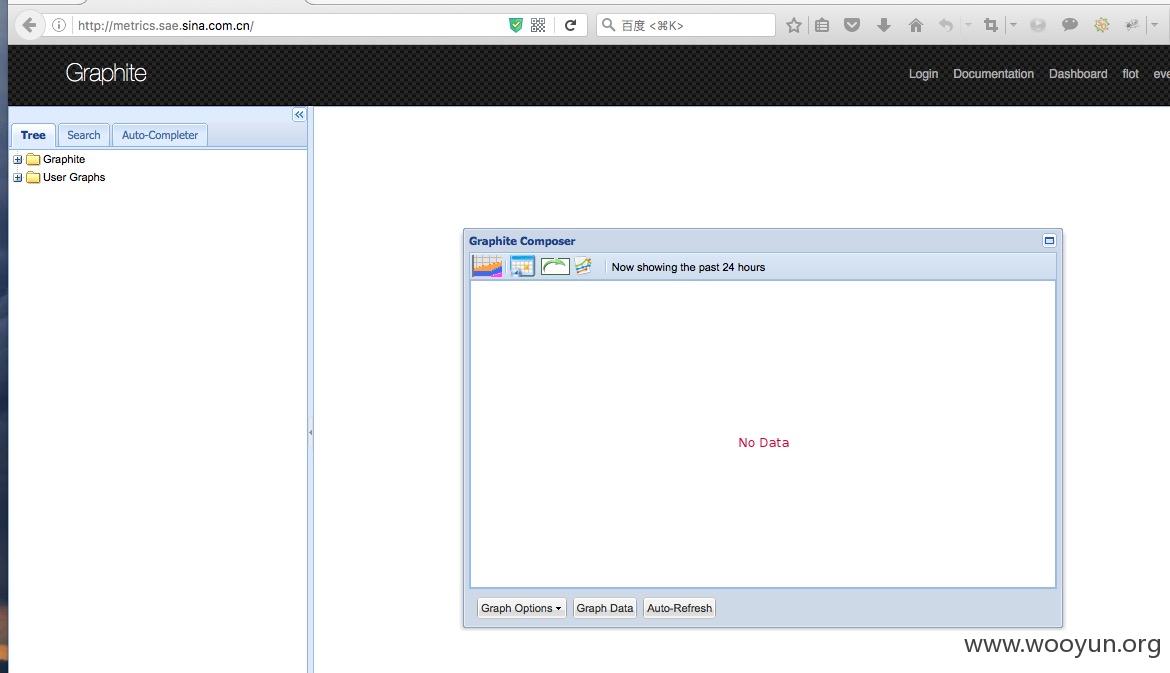 http://metrics.sae.sina.com.cn/
百度 <⌘K>
Graphite
Login Documentation Dashboard flot eve
Tree Search Auto-Completer
Graphite
User Graphs
Graphite Composer
Now showing the past 24 hours
No Data
Graph Options Graph Data Auto-Refresh
www.wooyun.org